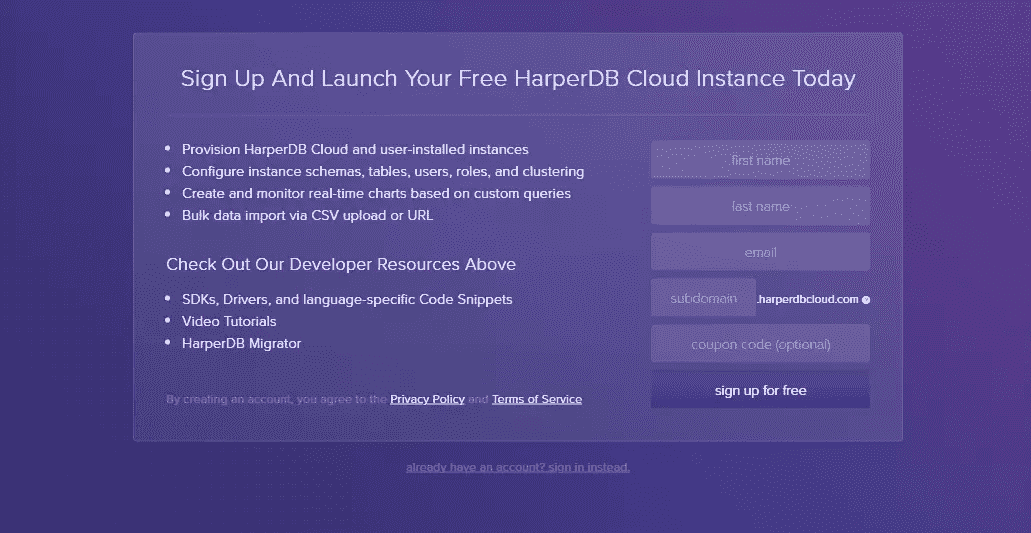 Sign Up And Launch Your Free HarperDB Cloud Instance Today
Provision HarperDB Cloud and user-installed instances
Configure instance schemas, tables, users, roles, and clustering
Create and monitor real-time charts based on custom queries
Bulk data import via CSV upload or URL
Check Out Our Developer Resources Above
SDKs, Drivers, and language-specific Code Snippets
Video Tutorials
HarperDB Migrator
By creating an account, you agree to the Privacy Policy and Terms of Service
first name
last name
email
subdomain .harperdbcloud.com
coupon code (optional)
sign up for free
already have an account? sign in instead.